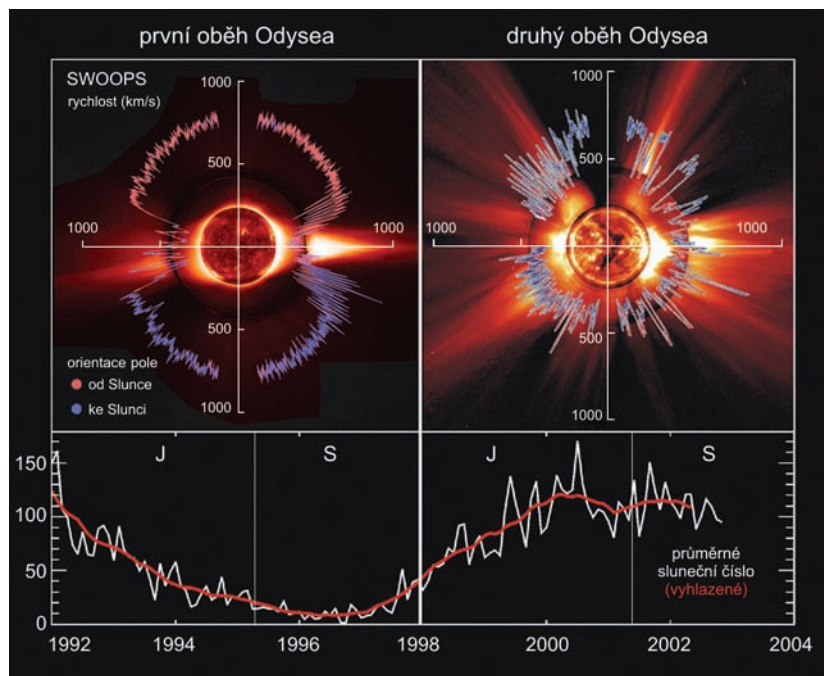 první oběh Odysea
druhý oběh Odysea
SWOOPS
rychlost (km/s)
1000
500
1000
1000
500
1000
orientace pole
od Slunce
ke Slunci
1000
500
1000
1000
500
1000
J
S
J
S
150
100
50
0
průměrné
sluneční číslo
(vyhlazené)
1992
1994
1996
1998
2000
2002
2004